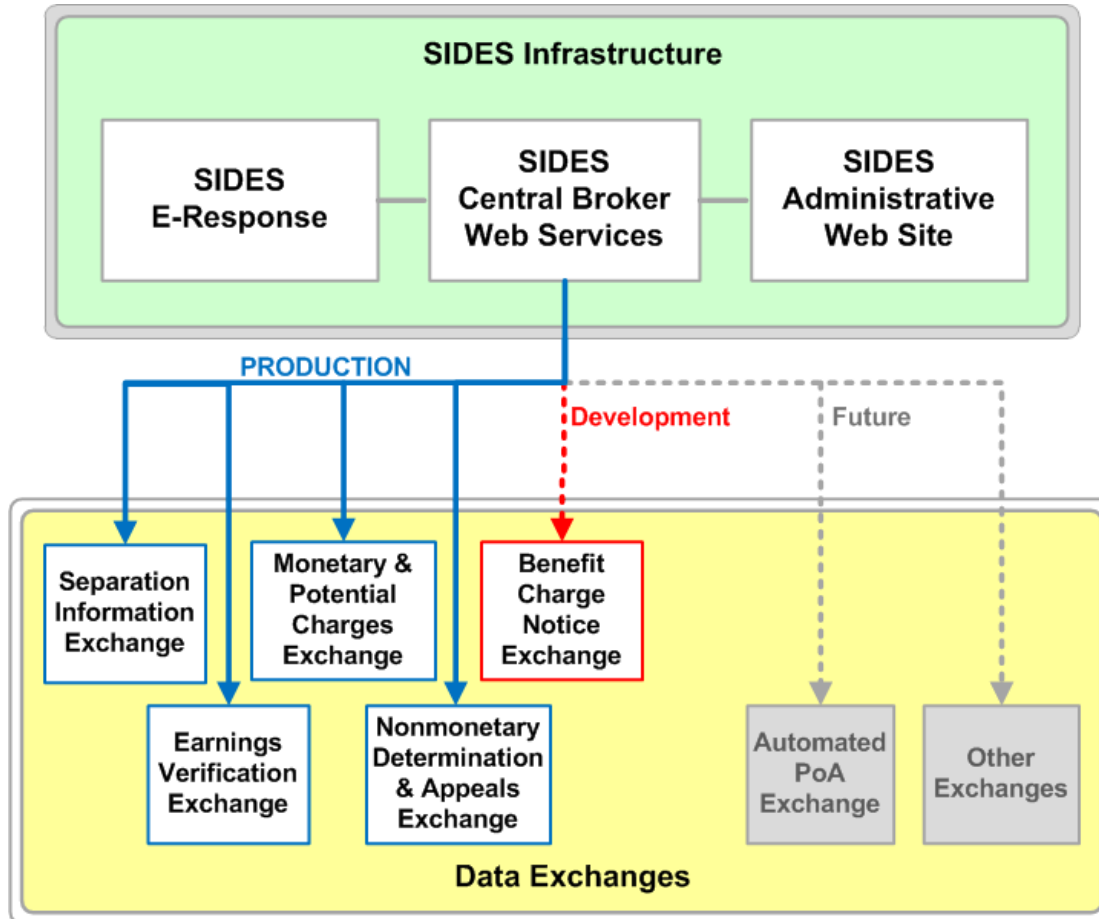 SIDES Infrastructure
SIDES
E-Response
SIDES
Central Broker
Web Services
SIDES
Administrative
Web Site
PRODUCTION
Development
Future
Separation
Information
Exchange
Monetary &
Potential
Charges
Exchange
Benefit
Charge
Notice
Exchange
Earnings
Verification
Exchange
Nonmonetary
Determination
& Appeals
Exchange
Automated
PoA
Exchange
Other
Exchanges
Data Exchanges